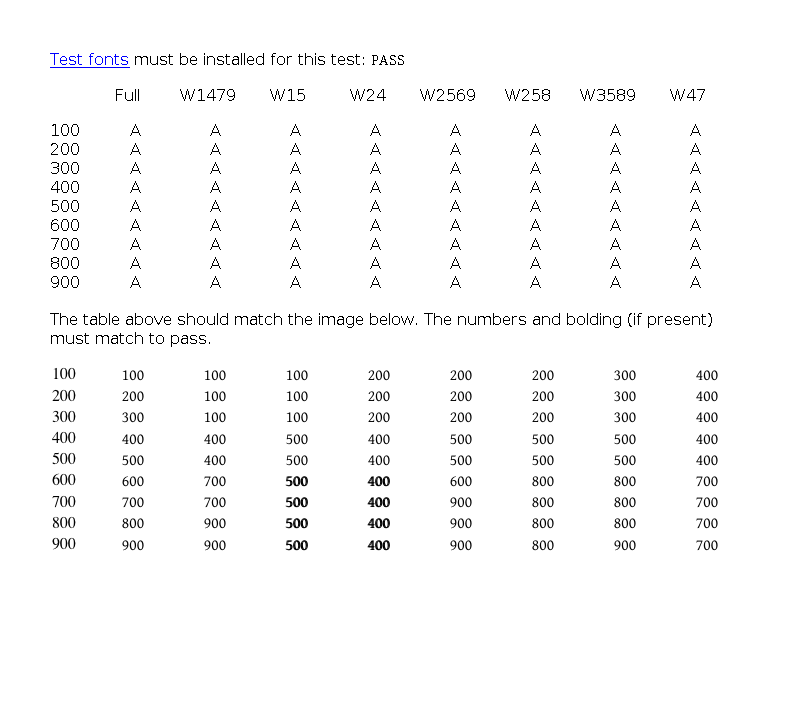 Test fonts must be installed for this test: PASS
Full W1479 W15 W24 W2569 W258 W3589 W47
100 A A A A A A A A
200 A A A A A A A A
300 A A A A A A A A
400 A A A A A A A A
500 A A A A A A A A
600 A A A A A A A A
700 A A A A A A A A
800 A A A A A A A A
900 A A A A A A A A
The table above should match the image below. The numbers and bolding (if present)
must match to pass.
100 100 100 100 200 200 200 300 400
200 200 100 100 200 200 200 300 400
300 300 100 100 200 200 200 300 400
400 400 400 500 400 500 500 500 400
500 500 400 500 400 500 500 500 400
600 600 700 500 400 600 800 800 700
700 700 700 500 400 900 800 800 700
800 800 900 500 400 900 800 800 700
900 900 900 500 400 900 800 900 700